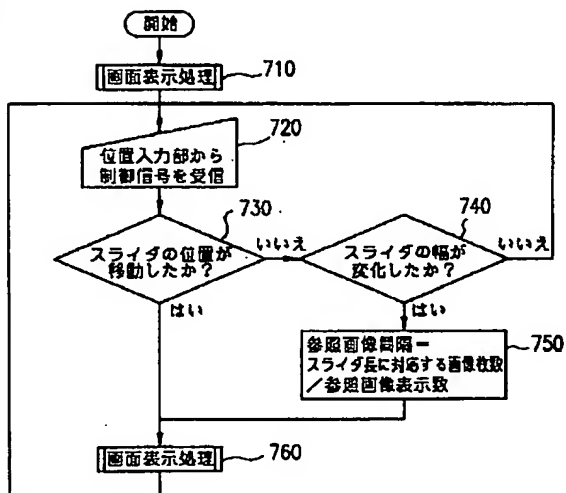 開始
画面表示処理
710
720
位置入力部から
制御信号を受信
730
スライダの位置が
移動したか?
いいえ
はい
740
スライダの幅が
変化したか?
いいえ
はい
750
参照画像間隔=
スライダ長に対応する画像枚数
/参照画像表示数
画面表示処理
760